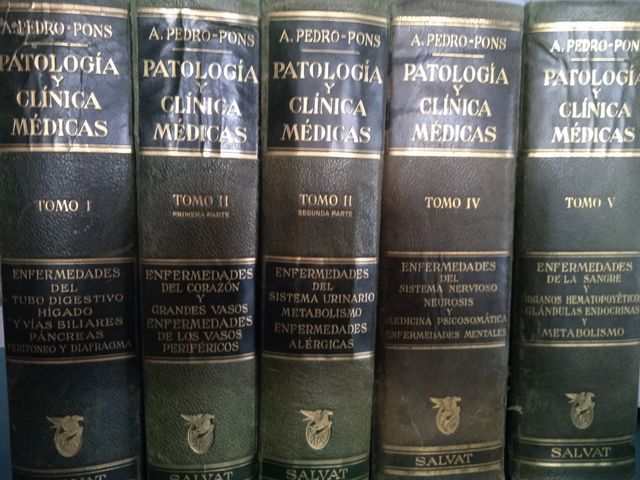 A. PEDRO-PONS
PATOLOGÍA
Y
CLÍNICA
MÉDICAS
TOMO I
ENFERMEDADES
DEL
TUBO DIGESTIVO
HÍGADO
Y VÍAS BILIARES
PÁNCREAS
PERITONEO Y DIAFRAGMA
A. PEDRO-PONS
PATOLOGÍA
Y
CLÍNICA
MÉDICAS
TOMO II
PRIMERA PARTE
ENFERMEDADES
DEL CORAZÓN
Y
GRANDES VASOS
ENFERMEDADES
DE LOS VASOS
PERIFÉRICOS
SALVAT
A. PEDRO-PONS
PATOLOGÍA
Y
CLÍNICA
MÉDICAS
TOMO II
SEGUNDA PARTE
ENFERMEDADES
DEL
SISTEMA URINARIO
METABOLISMO
ENFERMEDADES
ALÉRGICAS
SALVAT
A. PEDRO-PONS
PATOLOGÍA
Y
CLÍNICA
MÉDICAS
TOMO IV
ENFERMEDADES
DEL
SISTEMA NERVIOSO
NEUROSIS
Y
MEDICINA PSICOSOMÁTICA
ENFERMEDADES MENTALES
SALVAT
A. PEDRO-PON
PATOLOGÍA
Y
CLÍNICA
MÉDICAS
TOMO V
ENFERMEDADES
DE LA SANGRE
Y
ÓRGANOS HEMATOPOYÉTICO
GLÁNDULAS ENDOCRINAS
Y
METABOLISMO
SALVAT